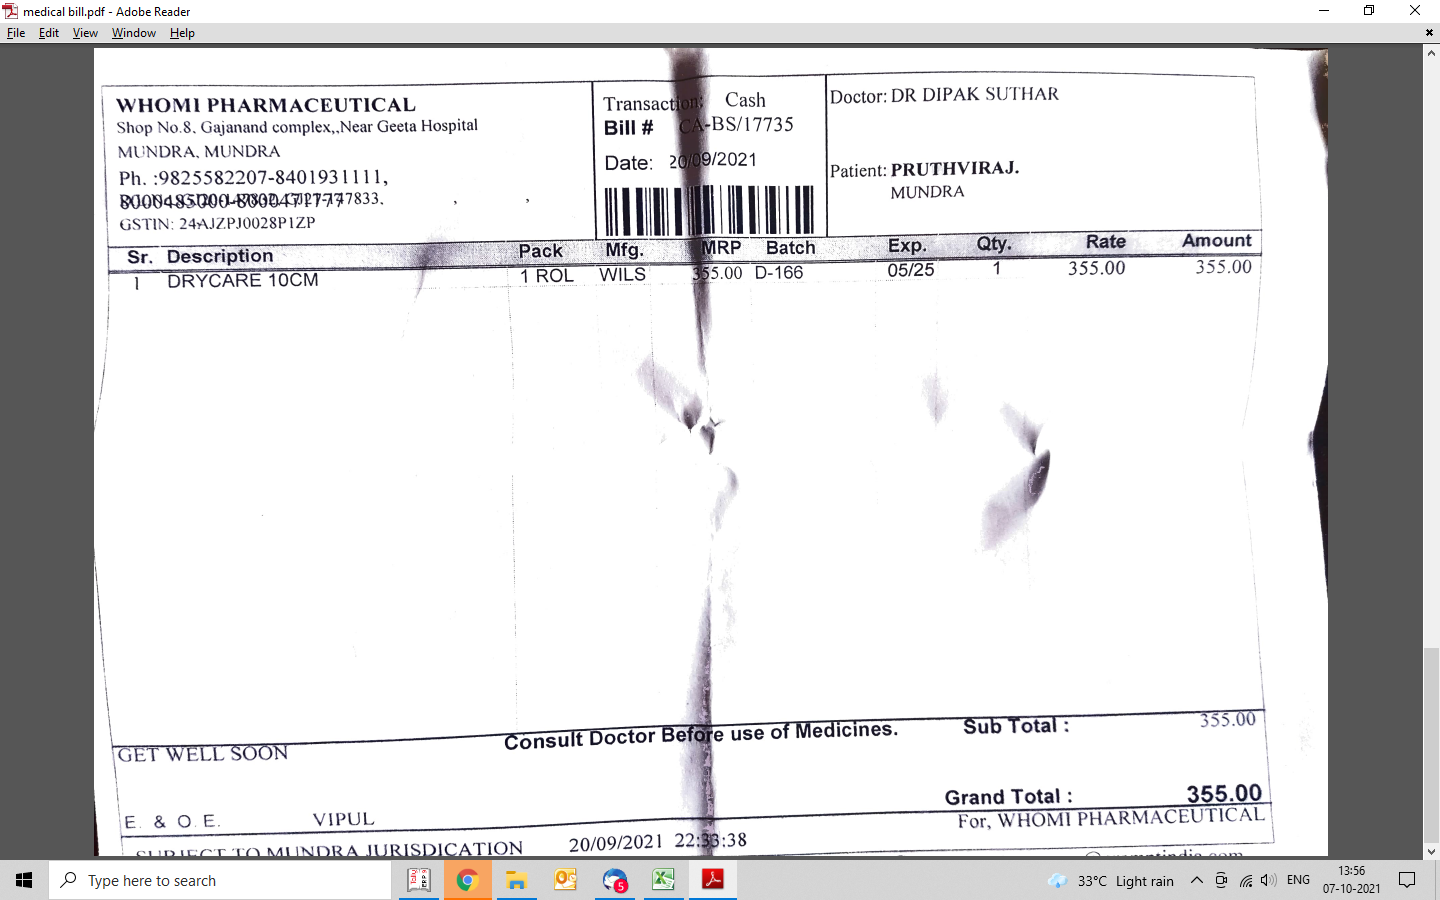 medical bill.pdf - Adobe Reader
File Edit View Window Help
WHOMI PHARMACEUTICAL
Shop No.8, Gajanand complex,,Near Geeta Hospital
MUNDRA, MUNDRA
Ph. :9825582207-8401931111,
GSTIN: 24AJZPJ0028P1ZP
Transaction: Cash
Bill # CA-BS/17735
Date: 20/09/2021
Doctor: DR DIPAK SUTHAR
Patient: PRUTHVIRAJ.
MUNDRA
Sr. Description Pack Mfg. MRP Batch Exp. Qty. Rate Amount
1 DRYCARE 10CM 1 ROL WILS 355.00 D-166 05/25 1 355.00 355.00
GET WELL SOON Consult Doctor Before use of Medicines. Sub Total : 355.00
Grand Total : 355.00
E. & O.E. VIPUL For, WHOMI PHARMACEUTICAL
SUBJECT TO MUNDRA JURISDICATION 20/09/2021 22:33:38
Type here to search
5
33°C Light rain
ENG
13:56
07-10-2021